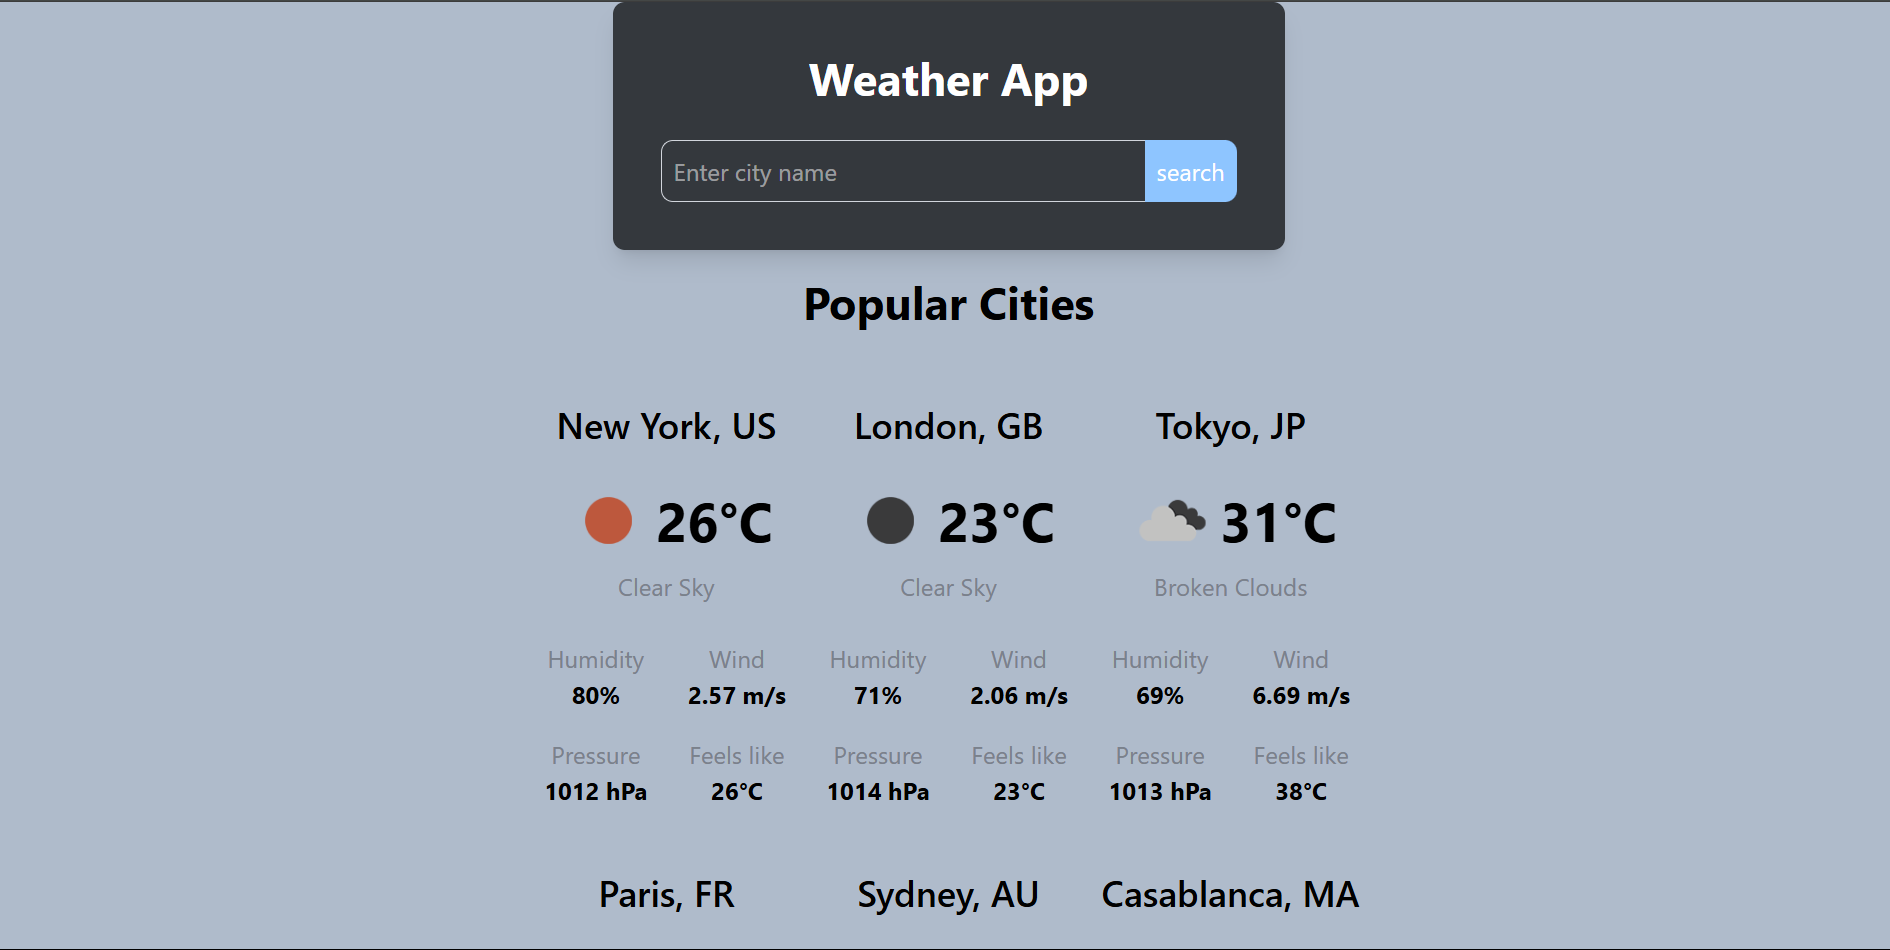 Weather App
Enter city name
search
Popular Cities
New York, US
London, GB
Tokyo, JP
26°C
23°C
31°C
Clear Sky
Clear Sky
Broken Clouds
Humidity
Wind
Humidity
Wind
Humidity
Wind
80%
2.57 m/s
71%
2.06 m/s
69%
6.69 m/s
Pressure
Feels like
Pressure
Feels like
Pressure
Feels like
1012 hPa
26°C
1014 hPa
23°C
1013 hPa
38°C
Paris, FR
Sydney, AU
Casablanca, MA